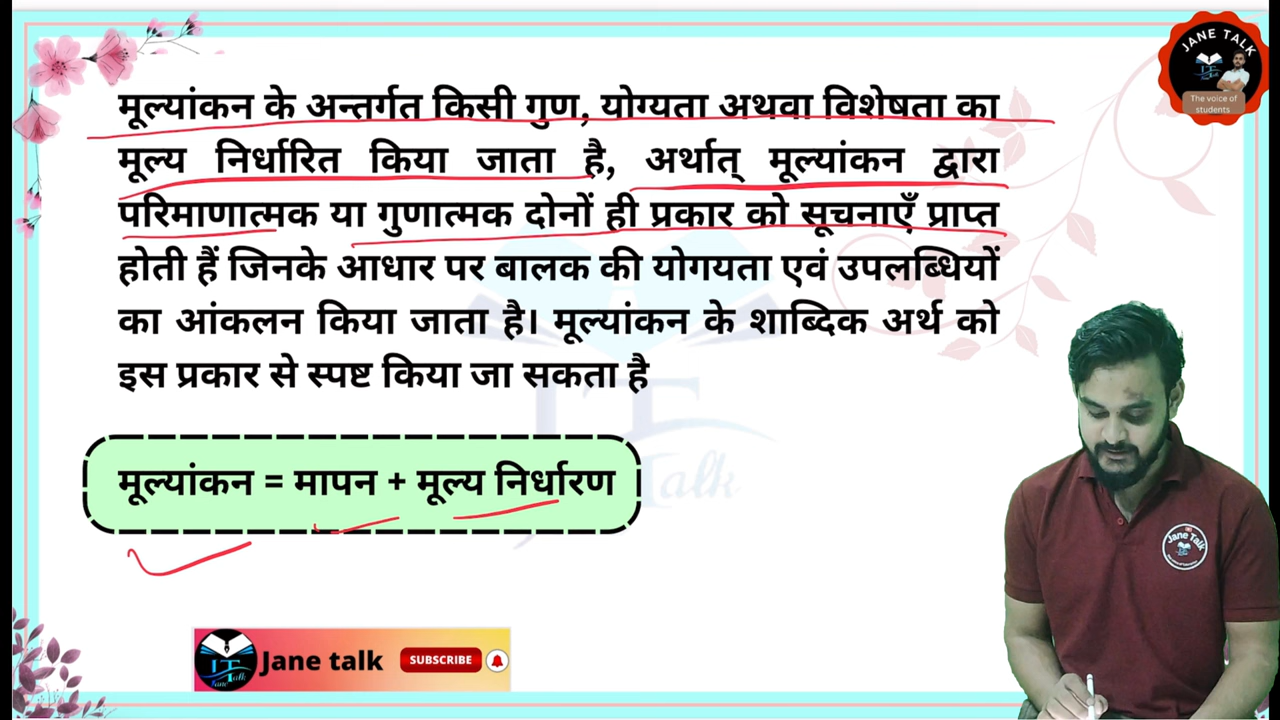 मूल्यांकन के अन्तर्गत किसी गुण, योग्यता अथवा विशेषता का
मूल्य निर्धारित किया जाता है, अर्थात् मूल्यांकन द्वारा
परिमाणात्मक या गुणात्मक दोनों ही प्रकार को सूचनाएँ प्राप्त
होती हैं जिनके आधार पर बालक की योगयता एवं उपलब्धियों
का आंकलन किया जाता है। मूल्यांकन के शाब्दिक अर्थ को
इस प्रकार से स्पष्ट किया जा सकता है
मूल्यांकन = मापन + मूल्य निर्धारण
JANE TALK
The voice of
students
Jane Talk
Jane talk
SUBSCRIBE